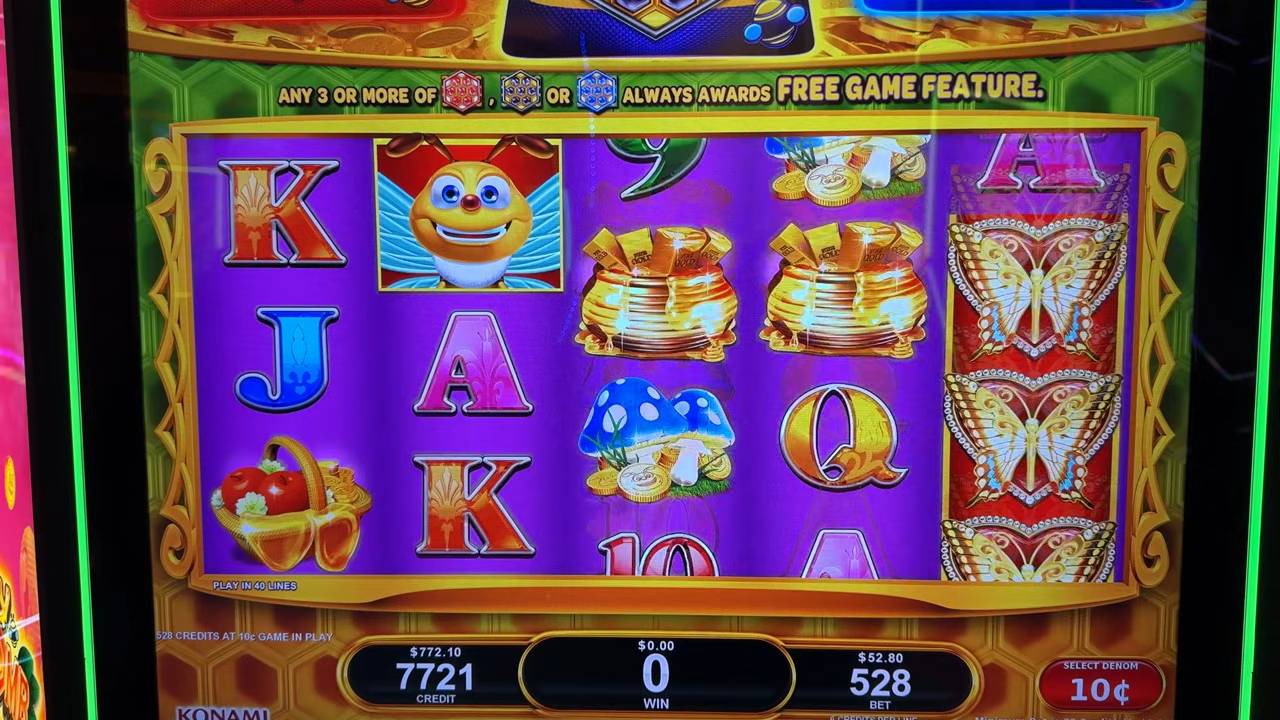 ANY 3 OR MORE OF , OR ALWAYS AWARDS FREE GAME FEATURE.
9
A
K
J
A
Q
K
10
A
PLAY IN 40 LINES
528 CREDITS AT 10¢ GAME IN PLAY
$772.10
7721
CREDIT
$0.00
0
WIN
$52.80
528
BET
SELECT DENOM
10¢
KONAMI